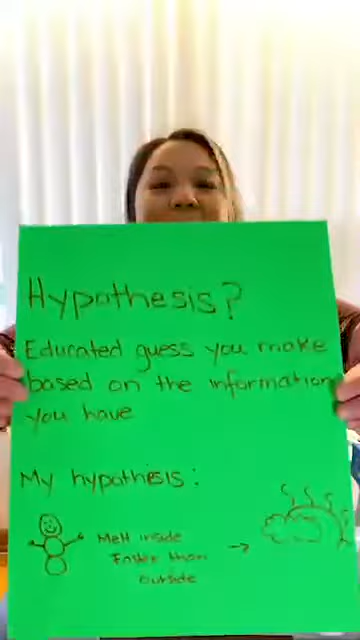 Hypothesis?
Educated guess you make
based on the information
you have
My hypothesis:
Melt inside
Faster than
outside